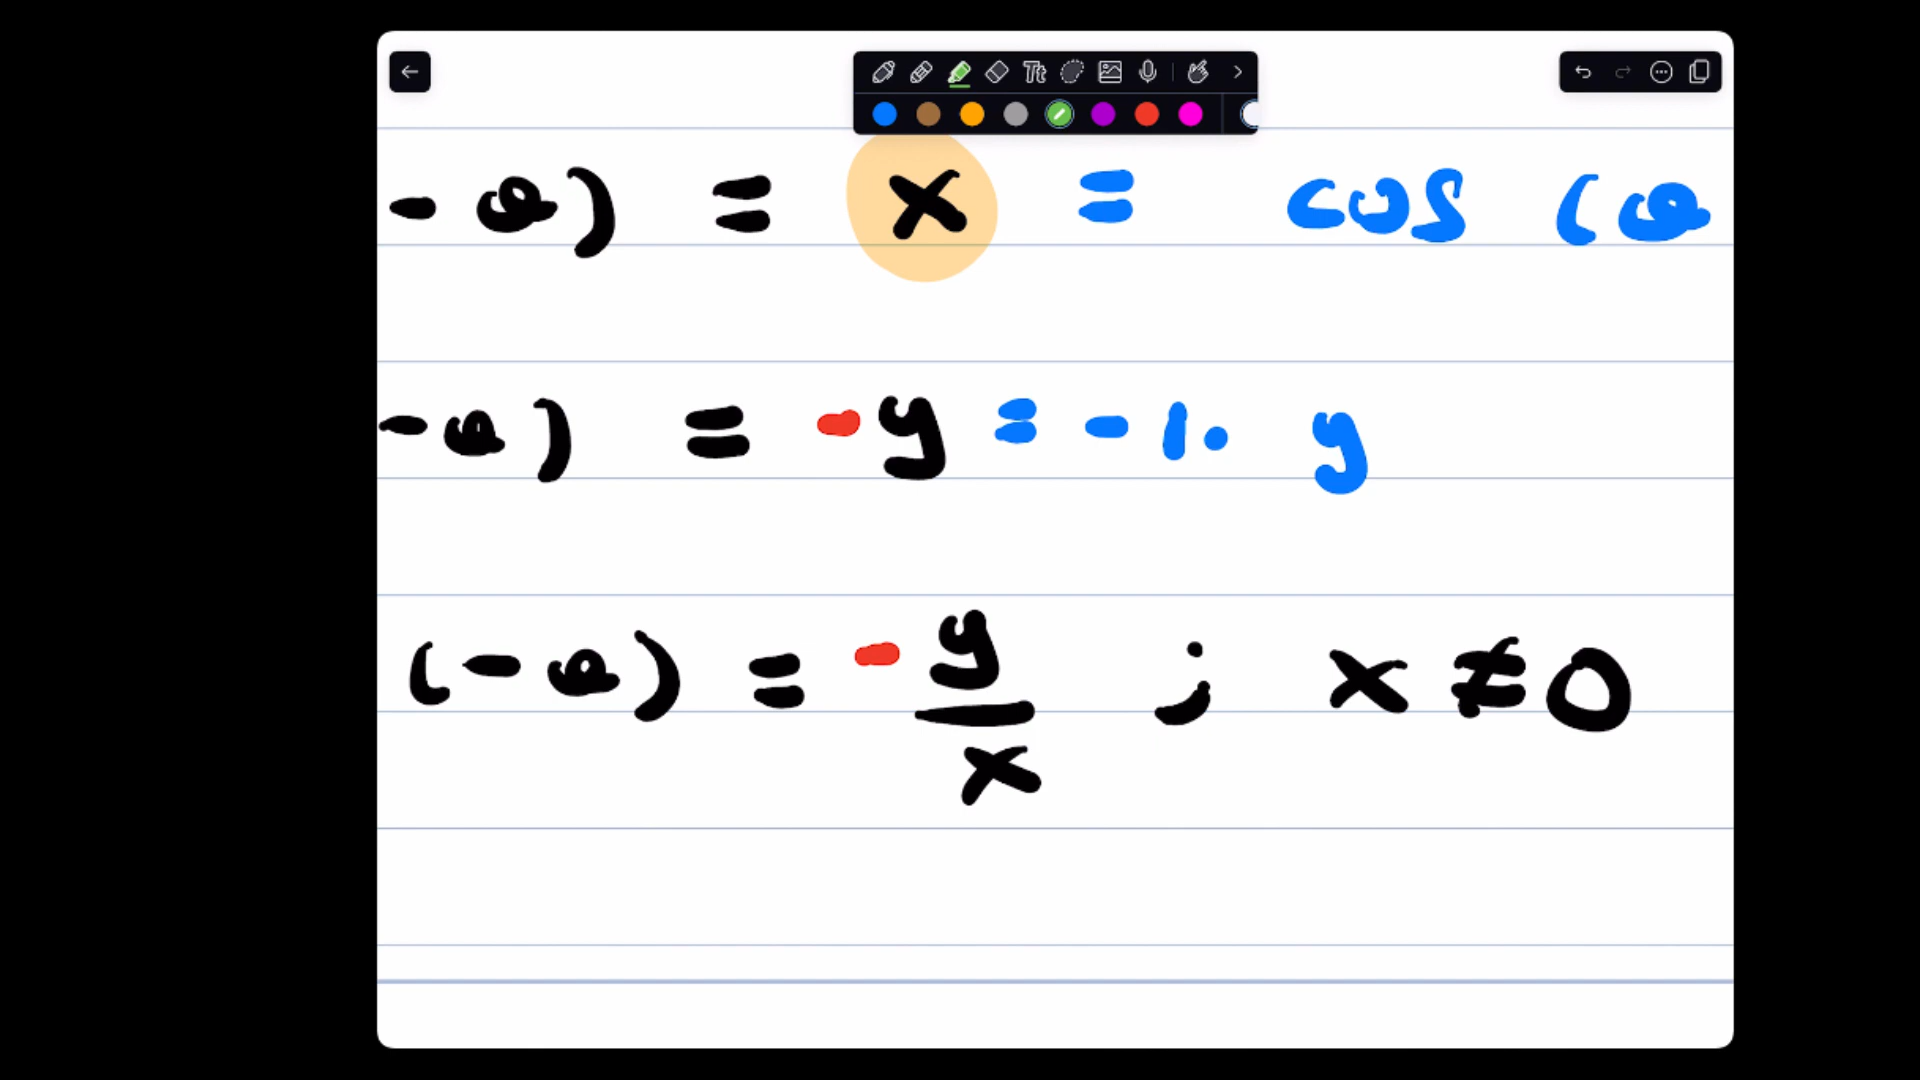 -θ) = x = cos (θ
-θ) = -y = -1. y
(-θ) = -y/x ; x ≠ 0